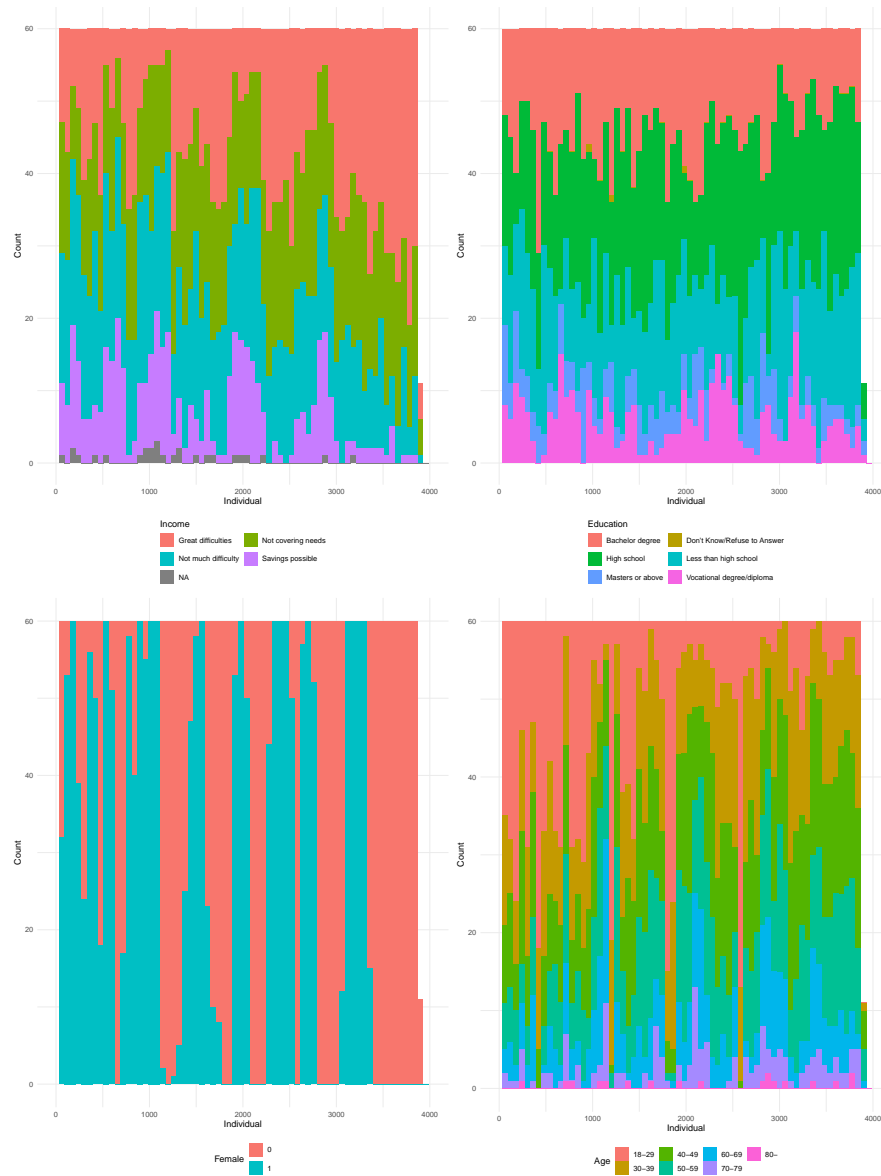 60
40
20
0
Count
0 1000 2000 3000 4000
Individual
Income
Great difficulties Not covering needs
Not much difficulty Savings possible
NA
60
40
20
0
Count
0 1000 2000 3000 4000
Individual
Education
Bachelor degree Don't Know/Refuse to Answer
High school Less than high school
Masters or above Vocational degree/diploma
60
40
20
0
Count
0 1000 2000 3000 4000
Individual
Female
0
1
60
40
20
0
Count
0 1000 2000 3000 4000
Individual
Age
18–29 40–49 60–69 80–
30–39 50–59 70–79